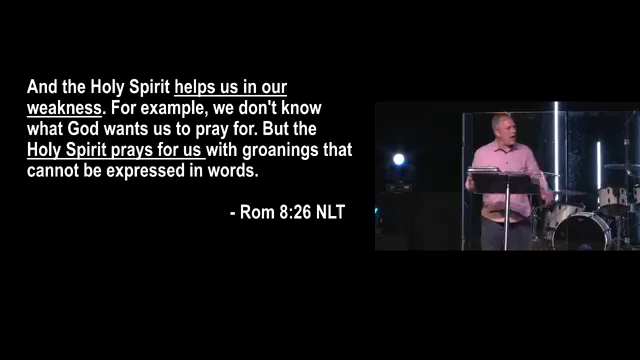 And the Holy Spirit helps us in our
weakness. For example, we don't know
what God wants us to pray for. But the
Holy Spirit prays for us with groanings that
cannot be expressed in words.
- Rom 8:26 NLT